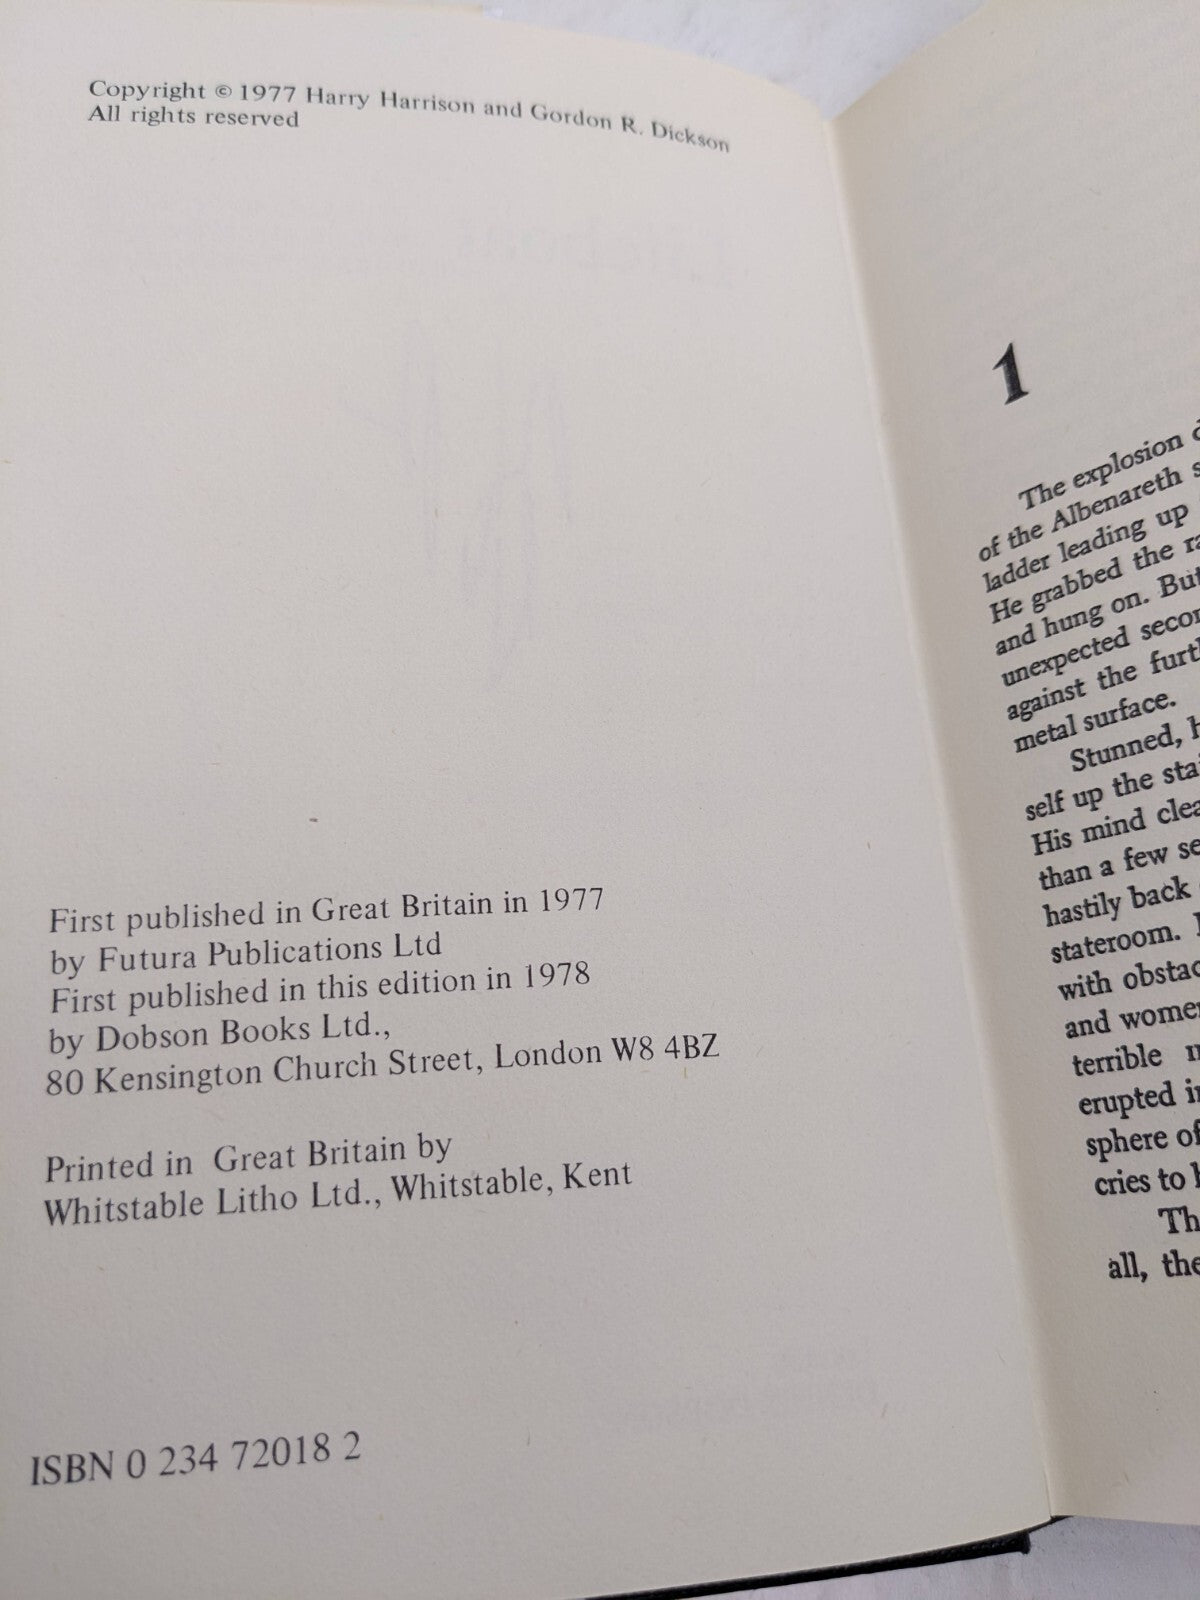 Copyright © 1977 Harry Harrison and Gordon R. Dickson
All rights reserved
First published in Great Britain in 1977
by Futura Publications Ltd
First published in this edition in 1978
by Dobson Books Ltd.,
80 Kensington Church Street, London W8 4BZ
Printed in Great Britain by
Whitstable Litho Ltd., Whitstable, Kent
ISBN 0 234 72018 2
1
The explosion
of the Albenareth
ladder leading up
He grabbed the
and hung on. But
unexpected
against the
metal surface.
Stunned,
self up the
His mind
than a few
hastily back
stateroom.
with
and
terrible
erupted
sphere of
cries to
all,